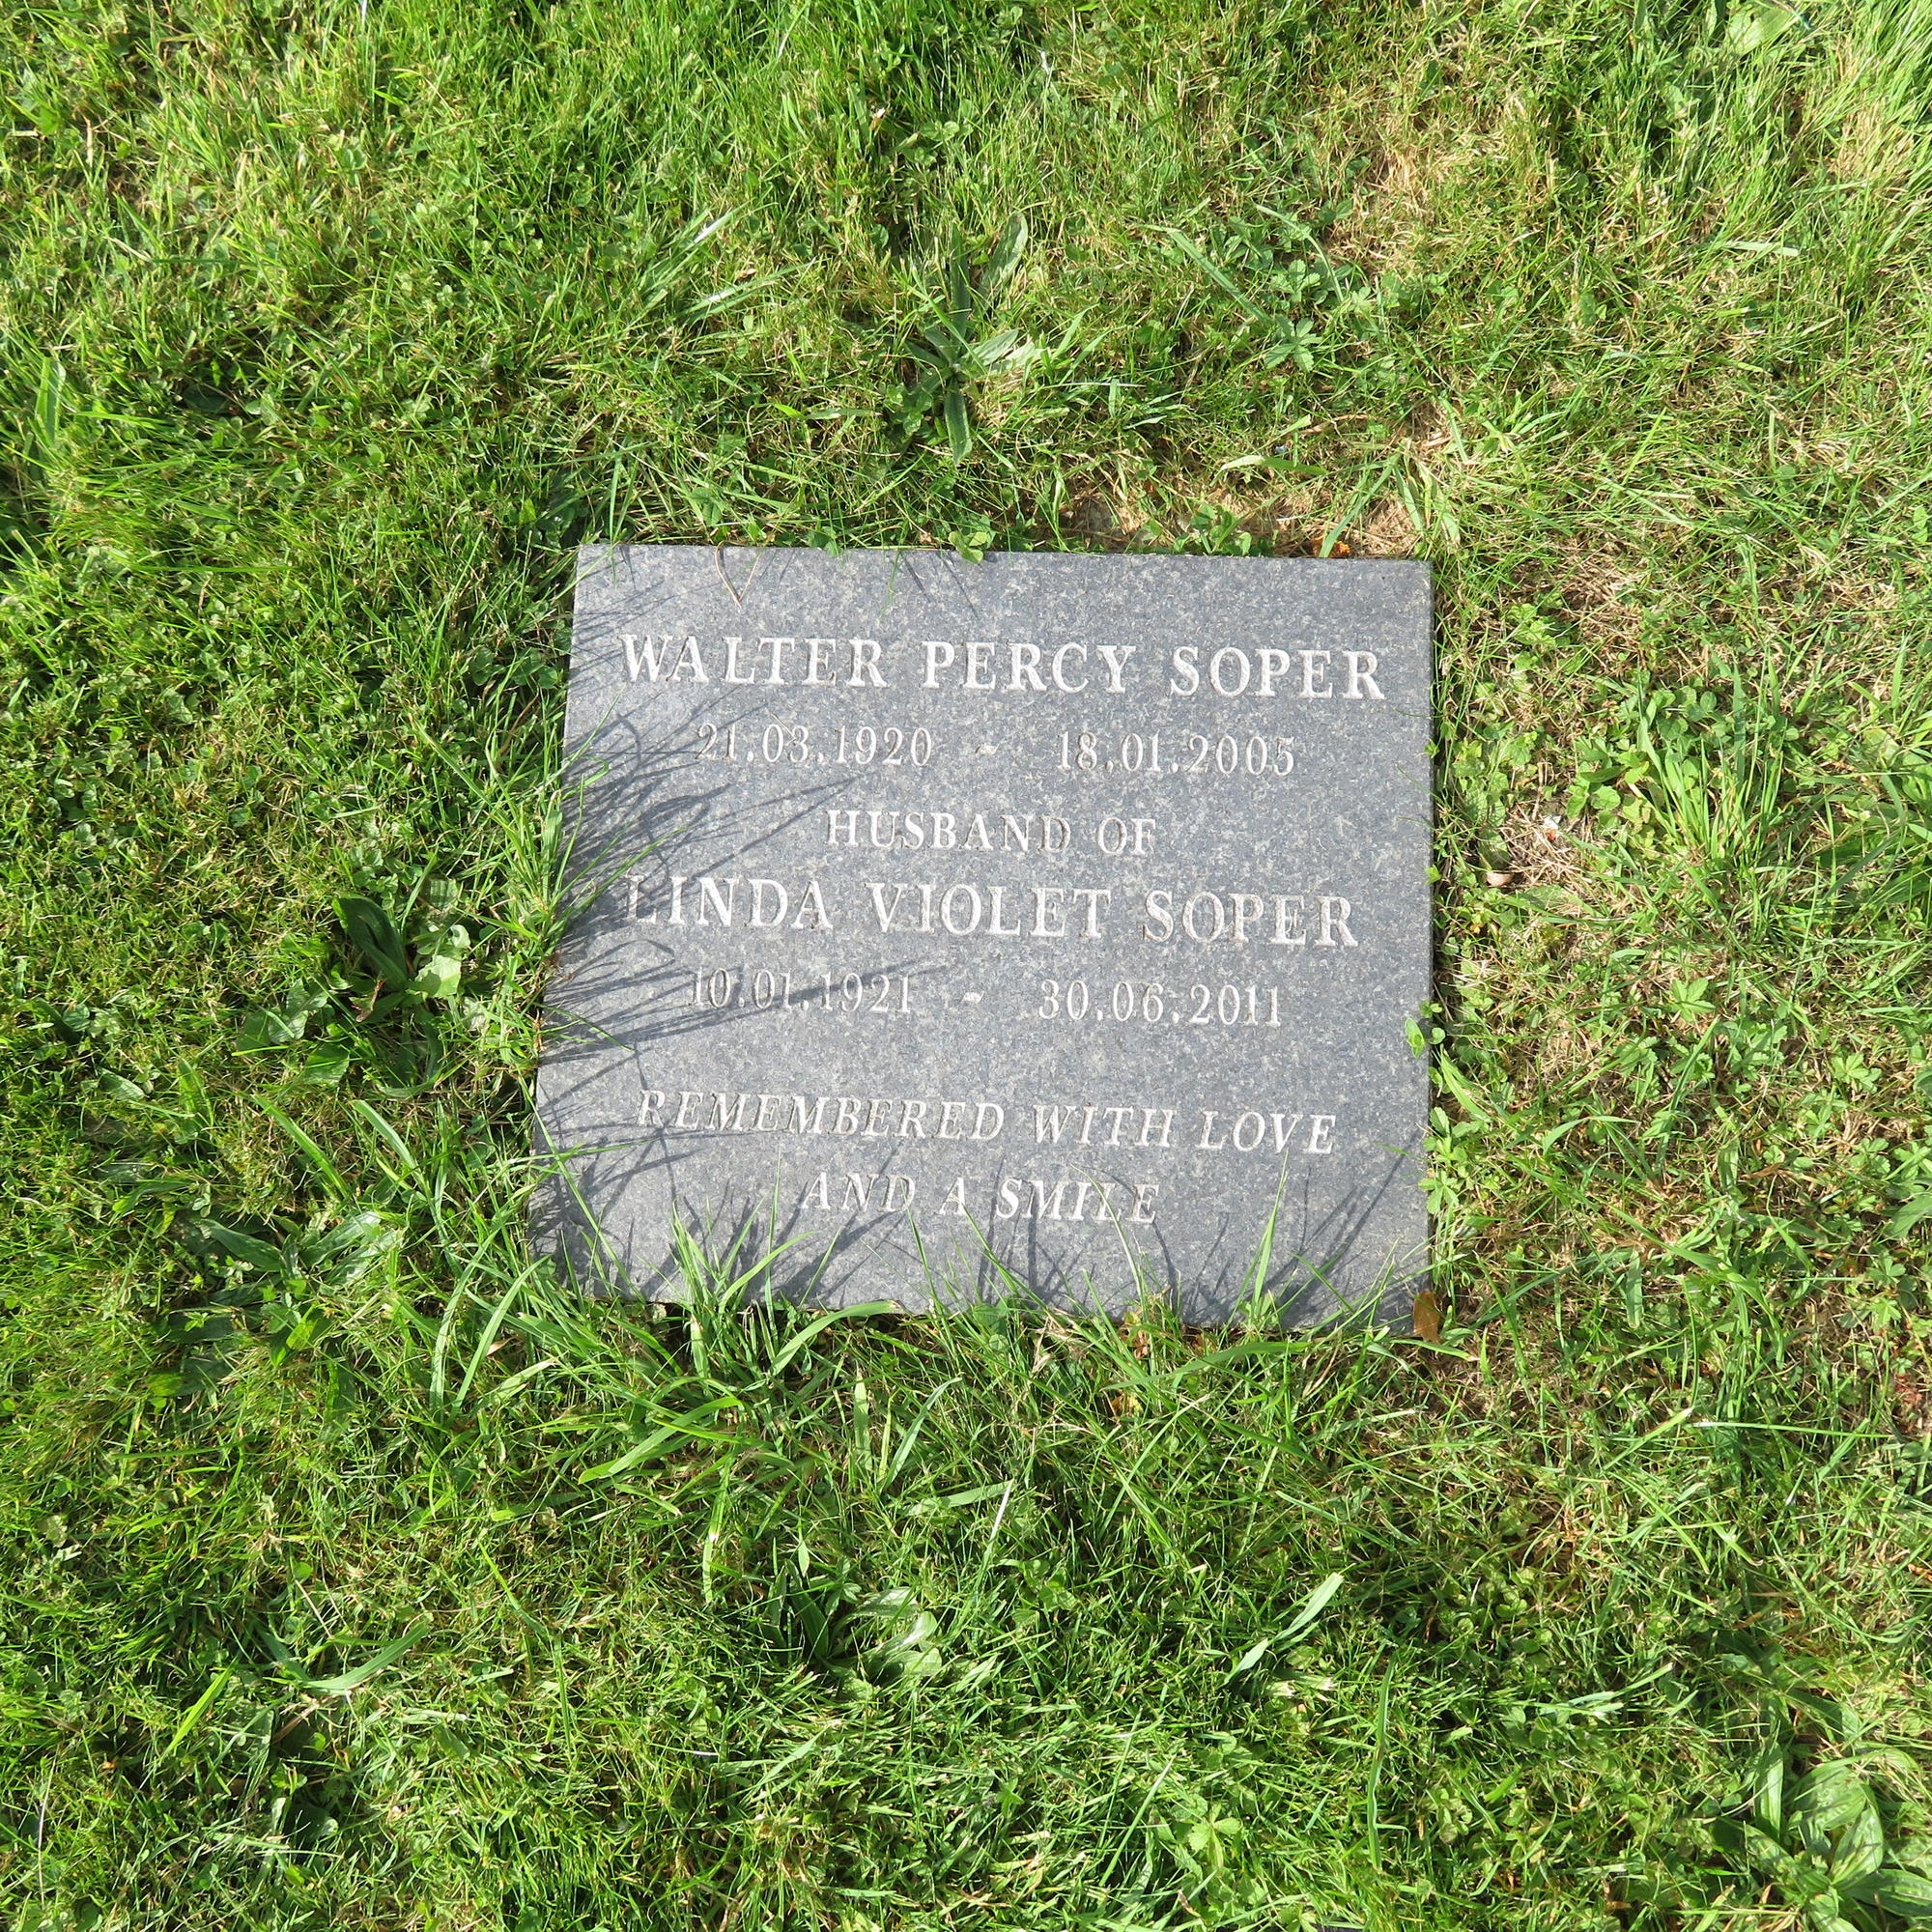 WALTER PERCY SOPER
21.03.1920 - 18.01.2005
HUSBAND OF
LINDA VIOLET SOPER
10.01.1921 - 30.06.2011
REMEMBERED WITH LOVE
AND A SMILE